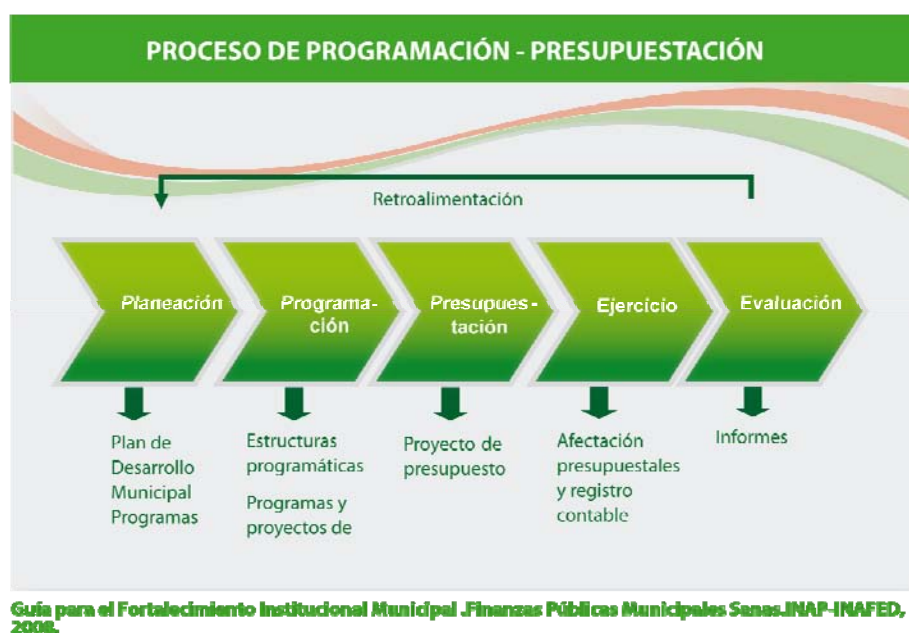 PROCESO DE PROGRAMACIÓN - PRESUPUESTACIÓN
Retroalimentación
Planeación
Programa-
ción
Presupues-
tación
Ejercicio
Evaluación
Plan de
Desarrollo
Municipal
Programas
Estructuras
programáticas
Programas y
proyectos de
Proyecto de
presupuesto
Afectación
presupuestales
y registro
contable
Informes
Guía para el Fortalecimiento Institucional Municipal .Finanzas Públicas Municipales Sanas.INAP-INAFED,
2008.